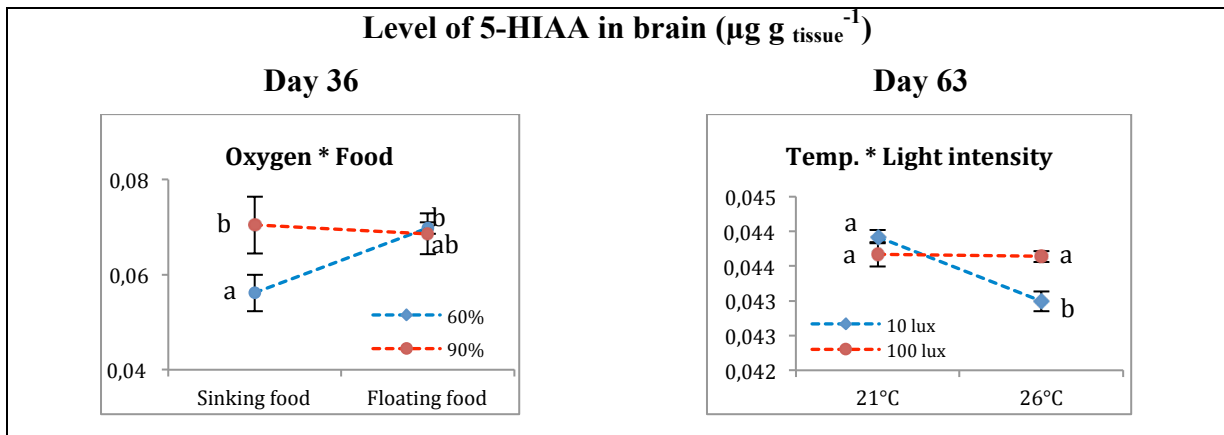 Level of 5-HIAA in brain (µg g tissue-1)
Day 36
Day 63
Oxygen * Food
0,08
0,06
0,04
b
a
b
ab
60%
90%
Sinking food
Floating food
Temp. * Light intensity
0,045
0,044
0,044
0,043
0,043
0,042
a
a
a
b
10 lux
100 lux
21°C
26°C